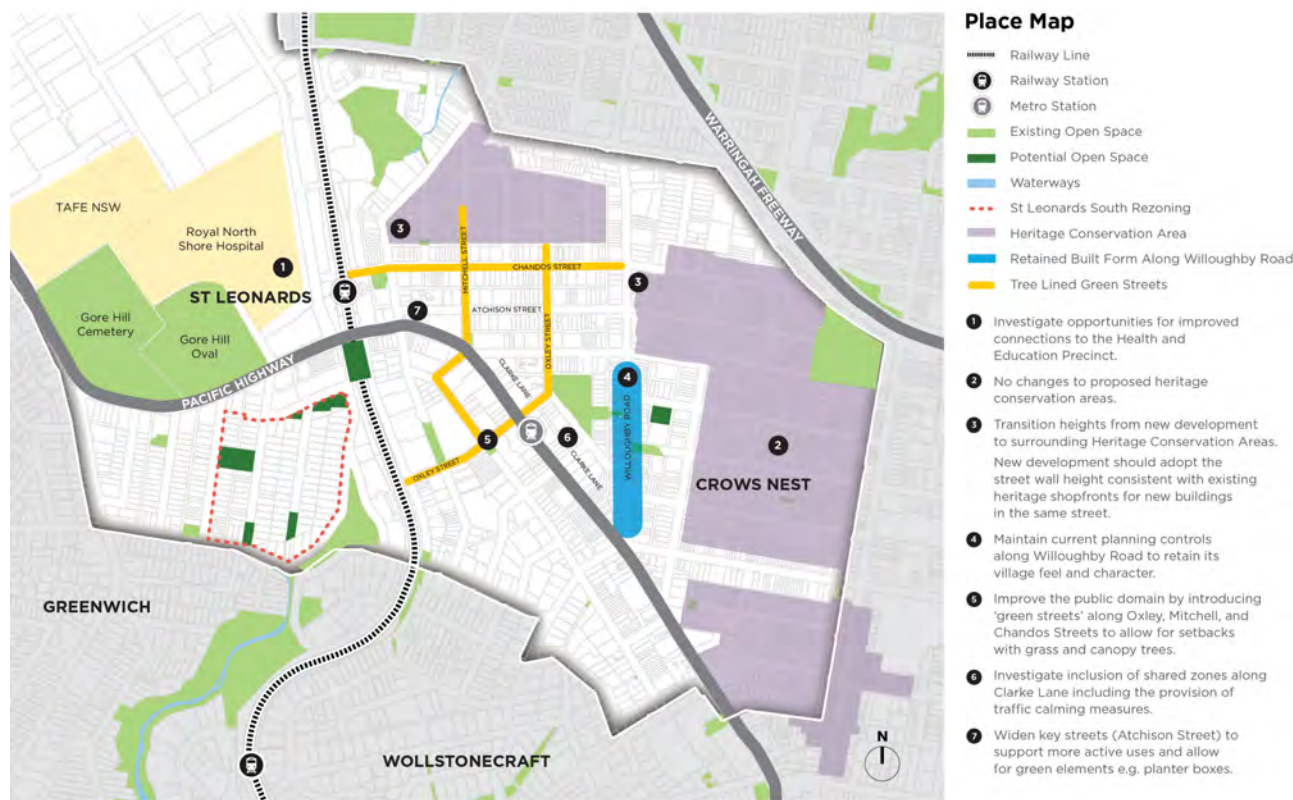 TAFE NSW
Royal North
Shore Hospital
1
ST LEONARDS
Gore Hill
Cemetery
Gore Hill
Oval
PACIFIC HIGHWAY
3
MITCHELL STREET
CHANDOS STREET
7
ATCHISON STREET
OXLEY STREET
CLARKE LANE
3
4
WILLOUGHBY ROAD
5
6
CLARKE LANE
OXLEY STREET
2
CROWS NEST
WARRINGAH FREEWAY
GREENWICH
WOLLSTONECRAFT
N
Place Map
Railway Line
Railway Station
Metro Station
Existing Open Space
Potential Open Space
Waterways
St Leonards South Rezoning
Heritage Conservation Area
Retained Built Form Along Willoughby Road
Tree Lined Green Streets
1 Investigate opportunities for improved
connections to the Health and
Education Precinct.
2 No changes to proposed heritage
conservation areas.
3 Transition heights from new development
to surrounding Heritage Conservation Areas.
New development should adopt the
street wall height consistent with existing
heritage shopfronts for new buildings
in the same street.
4 Maintain current planning controls
along Willoughby Road to retain its
village feel and character.
5 Improve the public domain by introducing
'green streets' along Oxley, Mitchell, and
Chandos Streets to allow for setbacks
with grass and canopy trees.
6 Investigate inclusion of shared zones along
Clarke Lane including the provision of
traffic calming measures.
7 Widen key streets (Atchison Street) to
support more active uses and allow
for green elements e.g. planter boxes.